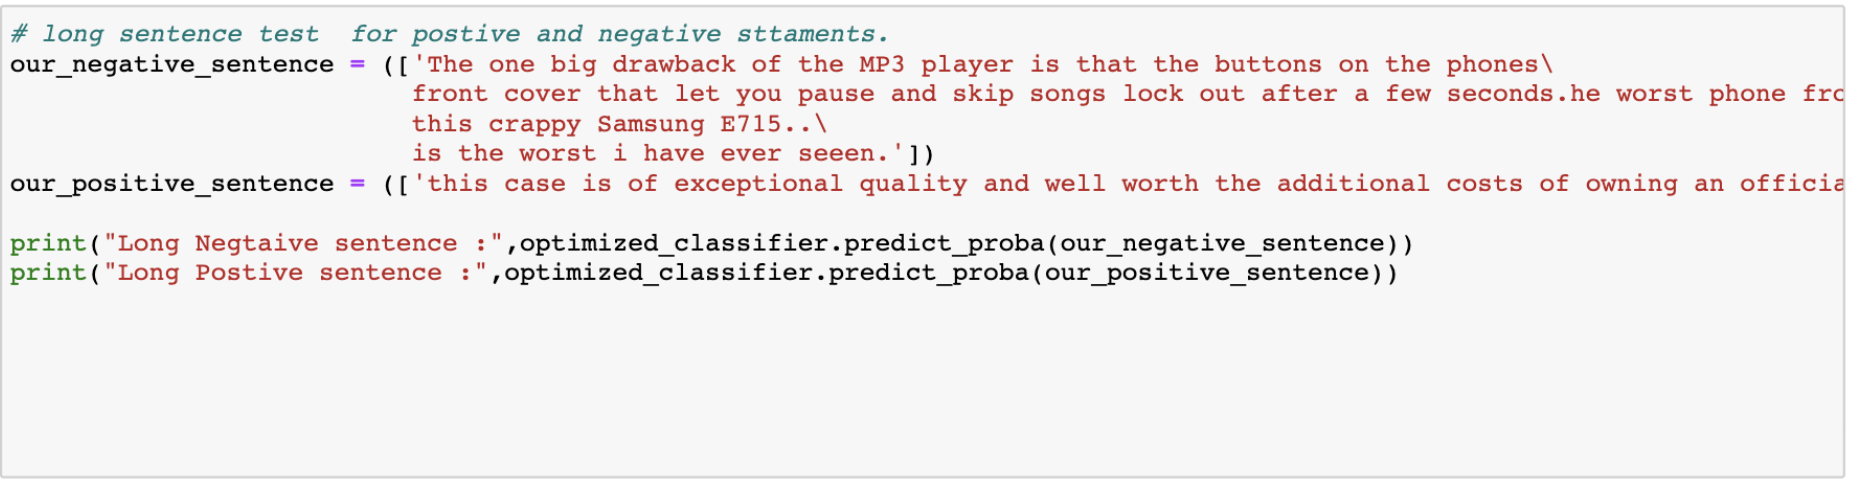 # long sentence test  for postive and negative sttaments.
our_negative_sentence = (['The one big drawback of the MP3 player is that the buttons on the phones\
                          front cover that let you pause and skip songs lock out after a few seconds.he worst phone
                          this crappy Samsung E715..\
                          is the worst i have ever seeen.'])
our_positive_sentence = (['this case is of exceptional quality and well worth the additional costs of owning an
print("Long Negtaive sentence :",optimized_classifier.predict_proba(our_negative_sentence))
print("Long Postive sentence :",optimized_classifier.predict_proba(our_positive_sentence))